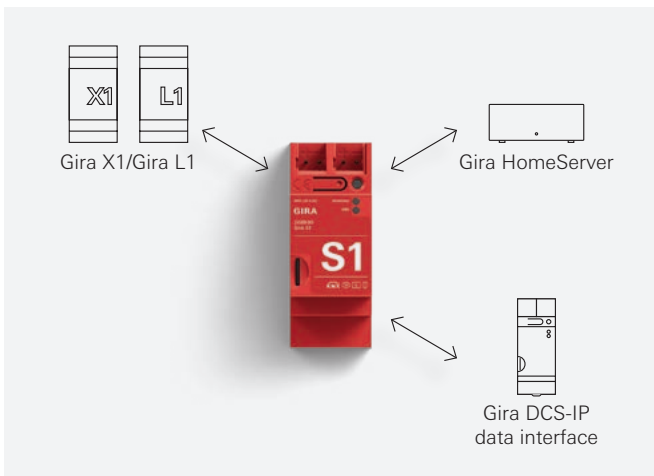 X1
L1
Gira X1/Gira L1
Gira HomeServer
GIRA
S1
Gira DCS-IP
data interface